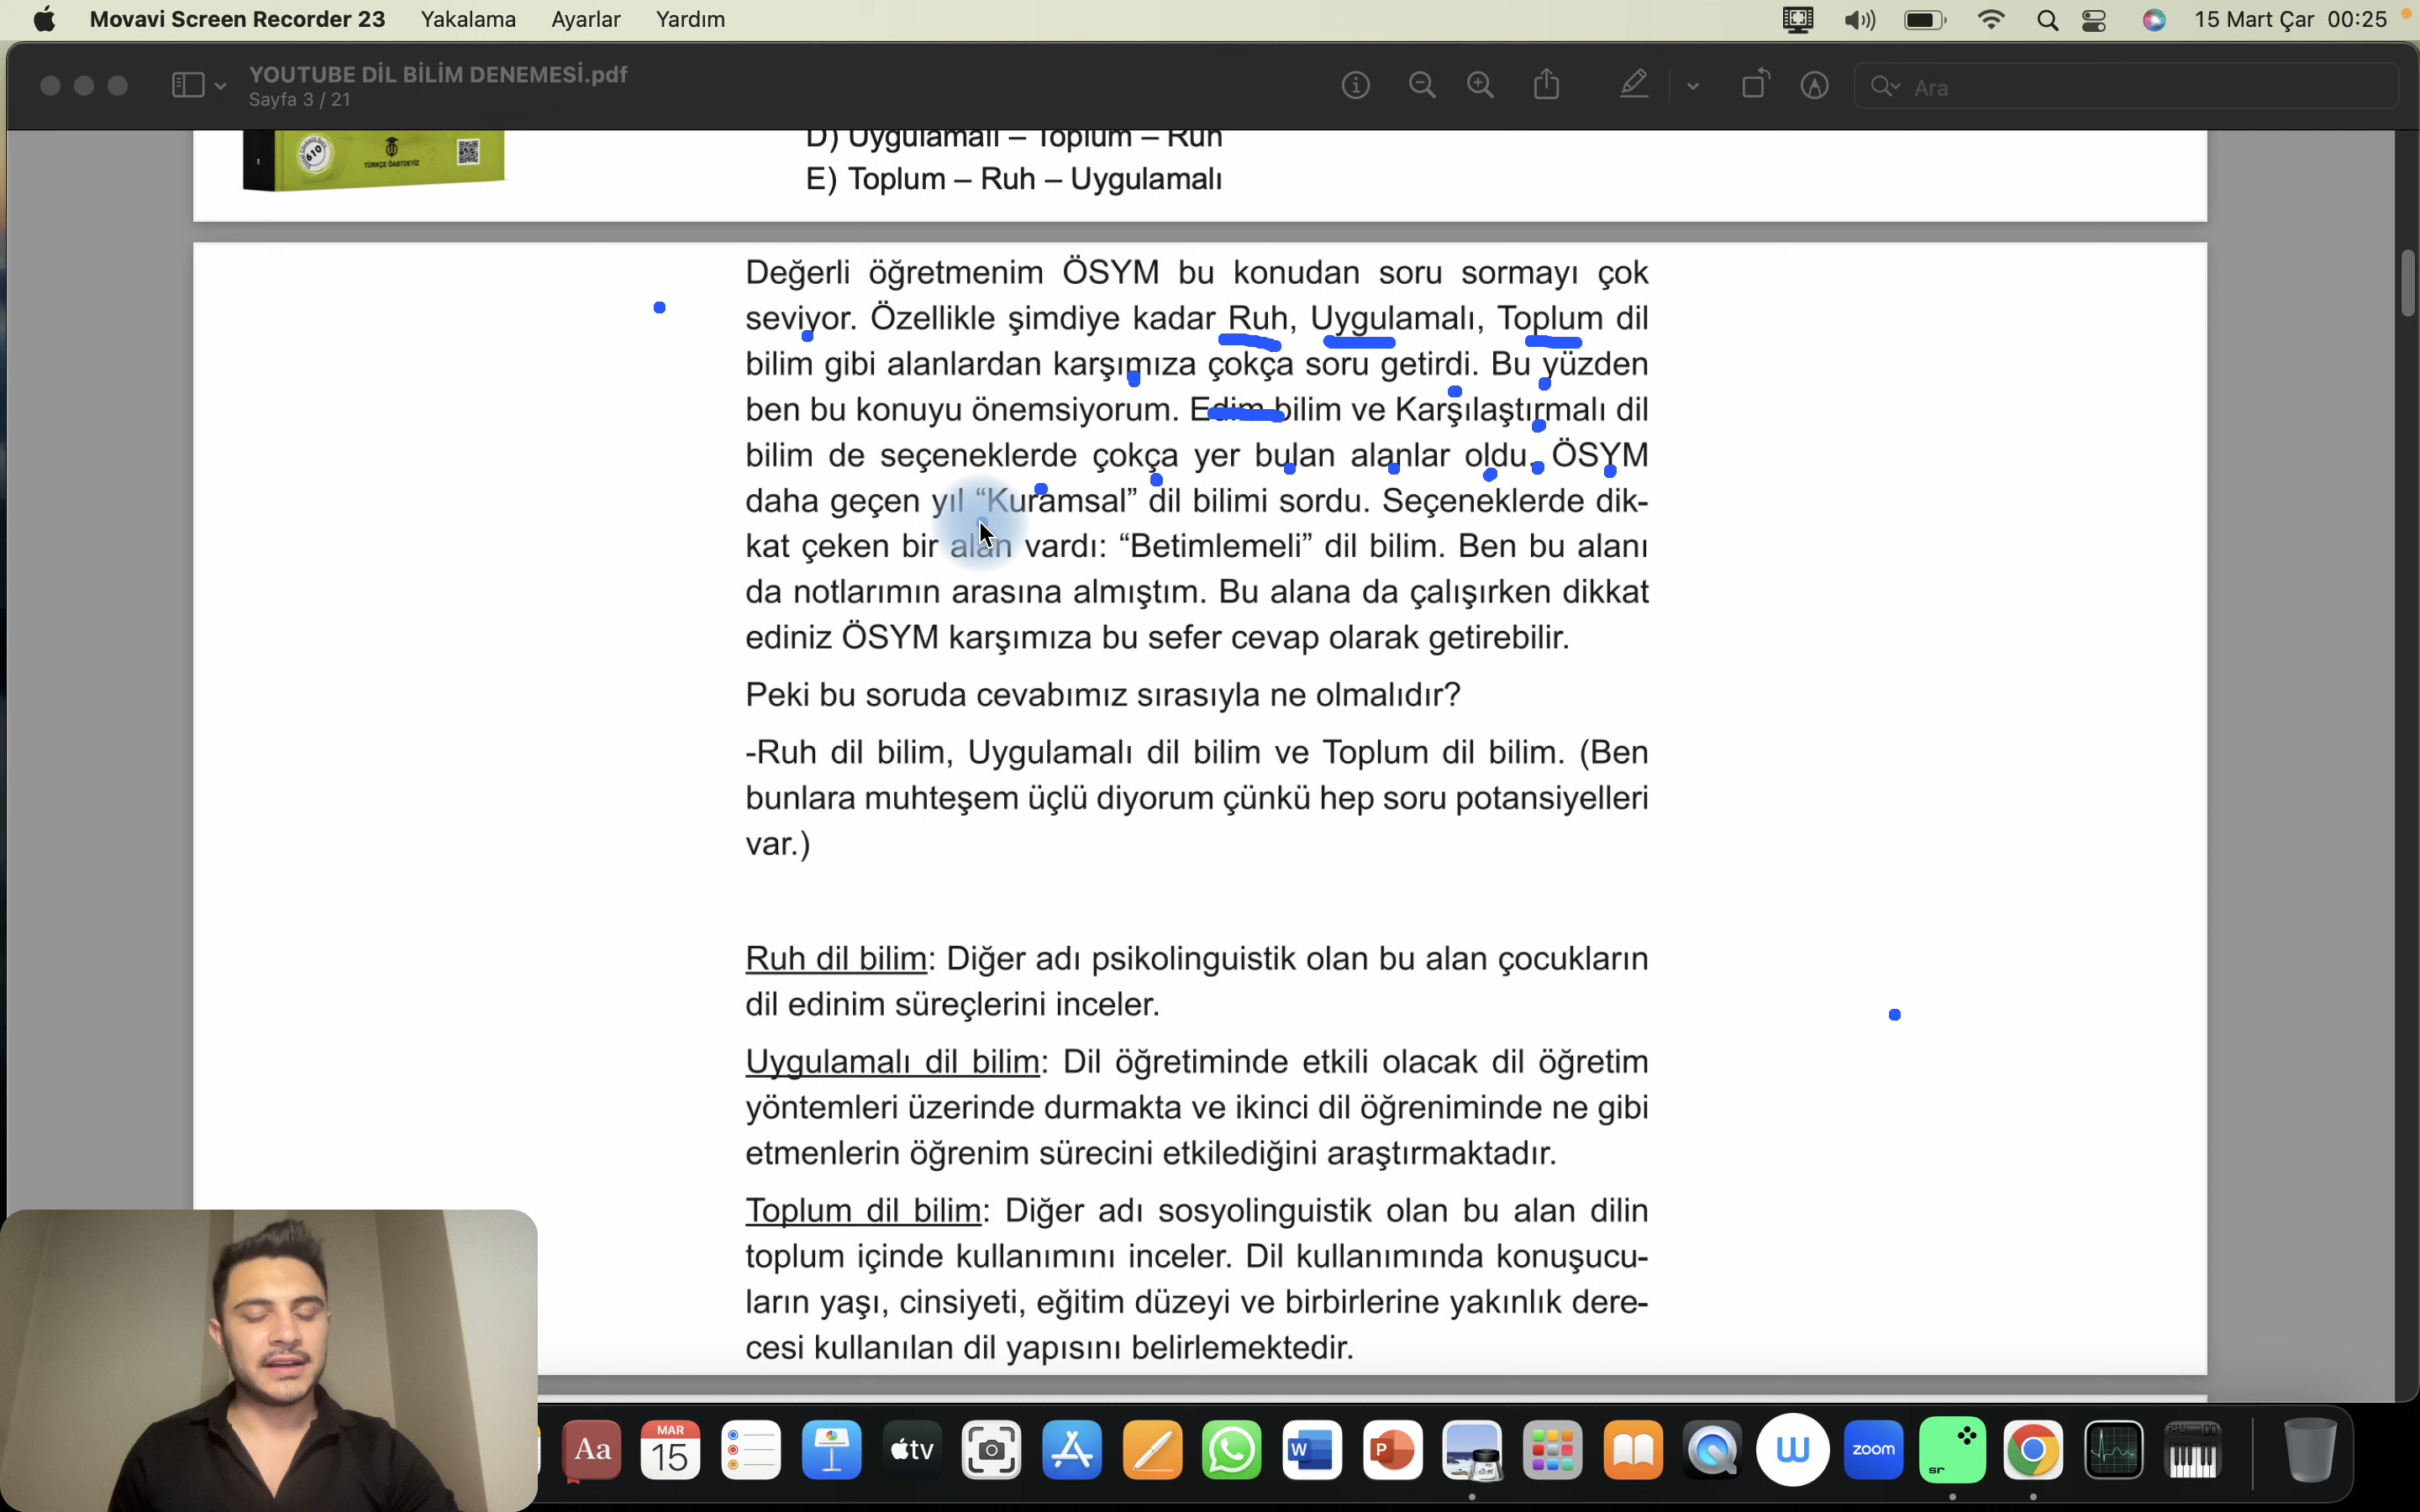 Movavi Screen Recorder 23 Yakalama Ayarlar Yardım 15 Mart Çar 00:25
YOUTUBE DİL BİLİM DENEMESİ.pdf
Sayfa 3 / 21
Ara
TÜRKÇE ÖABTDEYİZ
D) Uygulamalı – Toplum – Ruh
E) Toplum – Ruh – Uygulamalı
Değerli öğretmenim ÖSYM bu konudan soru sormayı çok
seviyor. Özellikle şimdiye kadar Ruh, Uygulamalı, Toplum dil
bilim gibi alanlardan karşımıza çokça soru getirdi. Bu yüzden
ben bu konuyu önemsiyorum. Edim bilim ve Karşılaştırmalı dil
bilim de seçeneklerde çokça yer bulan alanlar oldu. ÖSYM
daha geçen yıl “Kuramsal” dil bilimi sordu. Seçeneklerde dik-
kat çeken bir alan vardı: “Betimlemeli” dil bilim. Ben bu alanı
da notlarımın arasına almıştım. Bu alana da çalışırken dikkat
ediniz ÖSYM karşımıza bu sefer cevap olarak getirebilir.
Peki bu soruda cevabımız sırasıyla ne olmalıdır?
-Ruh dil bilim, Uygulamalı dil bilim ve Toplum dil bilim. (Ben
bunlara muhteşem üçlü diyorum çünkü hep soru potansiyelleri
var.)
Ruh dil bilim: Diğer adı psikolinguistik olan bu alan çocukların
dil edinim süreçlerini inceler.
Uygulamalı dil bilim: Dil öğretiminde etkili olacak dil öğretim
yöntemleri üzerinde durmakta ve ikinci dil öğreniminde ne gibi
etmenlerin öğrenim sürecini etkilediğini araştırmaktadır.
Toplum dil bilim: Diğer adı sosyolinguistik olan bu alan dilin
toplum içinde kullanımını inceler. Dil kullanımında konuşucu-
ların yaşı, cinsiyeti, eğitim düzeyi ve birbirlerine yakınlık dere-
cesi kullanılan dil yapısını belirlemektedir.
Aa MAR 15 tv W P W zoom sr